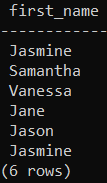 first_name
------------
Jasmine
Samantha
Vanessa
Jane
Jason
Jasmine
(6 rows)